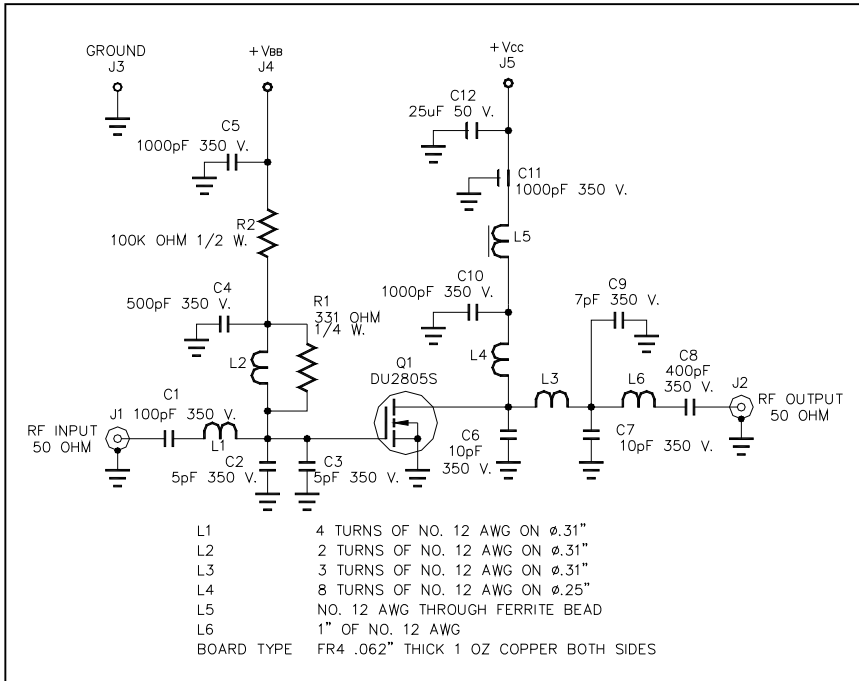 GROUND
J3
+VBB
J4
+Vcc
J5
C12
25uF 50 V.
C5
1000pF 350 V.
C11
1000pF 350 V.
R2
100K OHM 1/2 W.
L5
C10
1000pF 350 V.
C9
7pF 350 V.
C4
500pF 350 V.
R1
331 OHM
1/4 W.
L2
Q1
DU2805S
L4
L3
L6
C8
400pF
350 V.
J2
RF OUTPUT
50 OHM
C1
100pF 350 V.
J1
RF INPUT
50 OHM
L1
C2
5pF 350 V.
C3
5pF 350 V.
C6
10pF
350 V.
C7
10pF 350 V.
L1 4 TURNS OF NO. 12 AWG ON ø.31"
L2 2 TURNS OF NO. 12 AWG ON ø.31"
L3 3 TURNS OF NO. 12 AWG ON ø.31"
L4 8 TURNS OF NO. 12 AWG ON ø.25"
L5 NO. 12 AWG THROUGH FERRITE BEAD
L6 1" OF NO. 12 AWG
BOARD TYPE FR4 .062" THICK 1 OZ COPPER BOTH SIDES